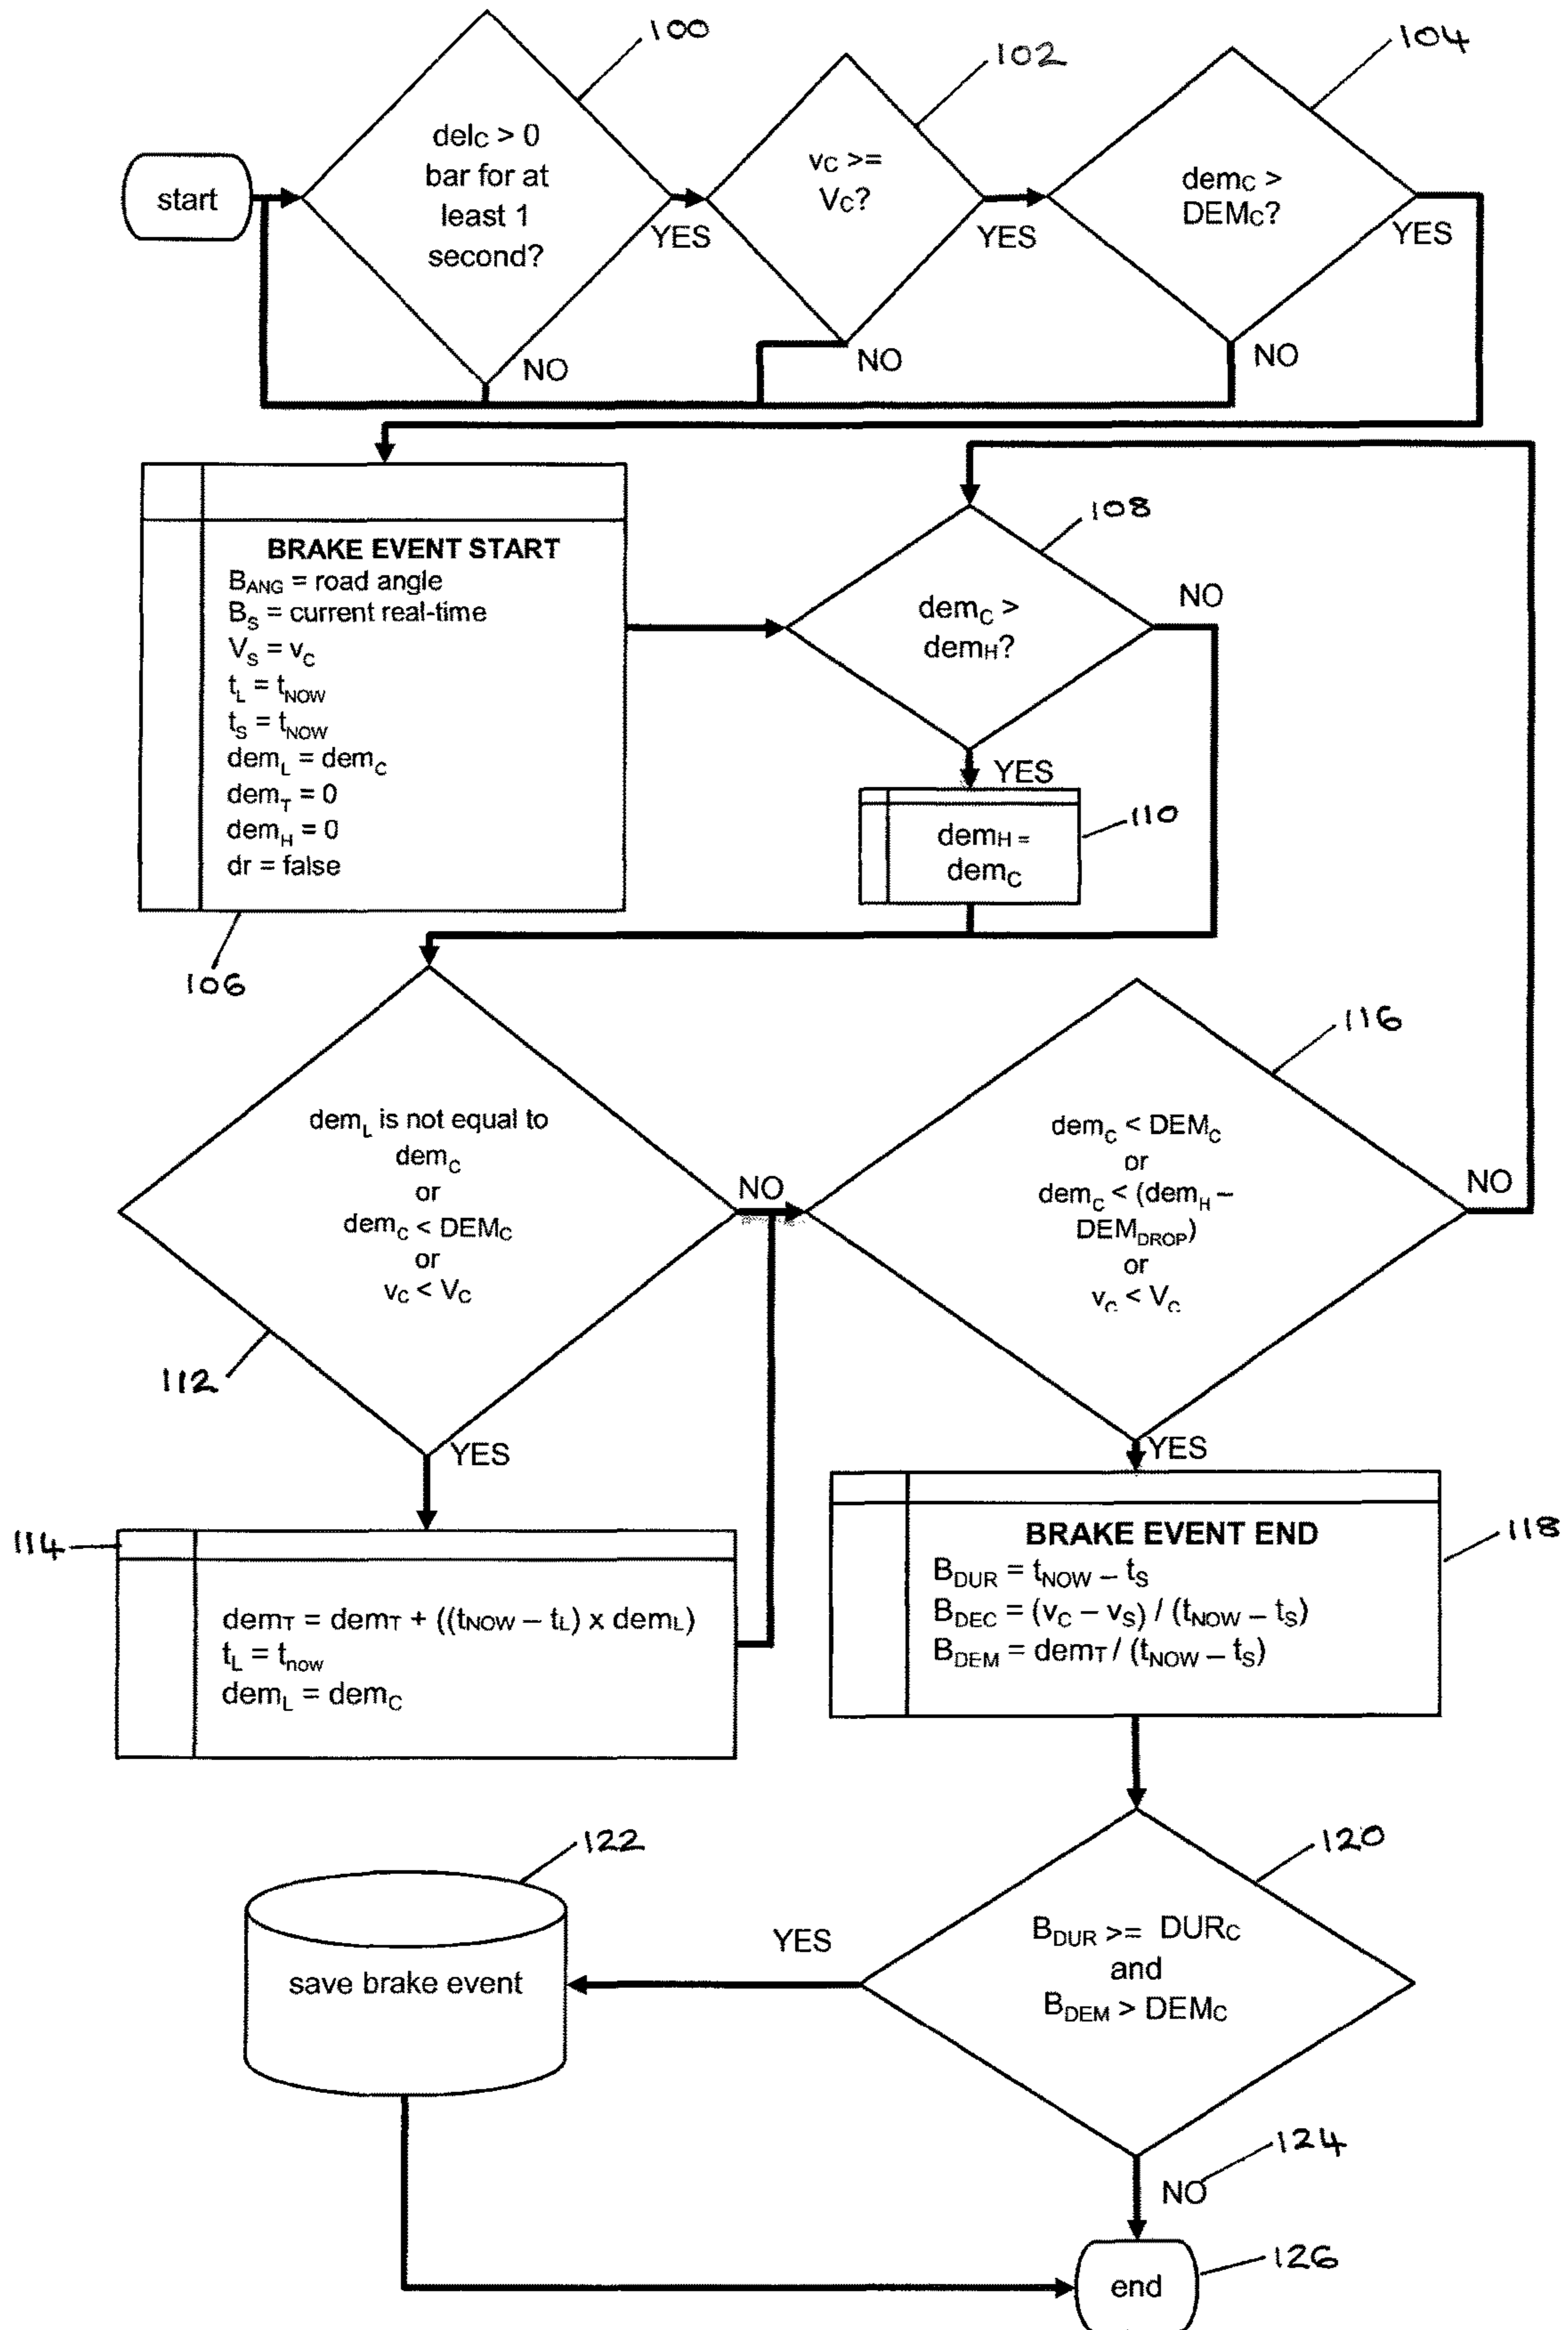 100
102
104
start
delC > 0
bar for at
least 1
second?
YES
NO
vC >=
VC?
YES
NO
demC >
DEMC?
YES
NO
BRAKE EVENT START
BANG = road angle
BS = current real-time
VS = vC
tL = tNOW
tS = tNOW
demL = demC
demT = 0
demH = 0
dr = false
106
108
demC >
demH?
NO
YES
110
demH =
demC
demL is not equal to
demC
or
demC < DEMC
or
vC < VC
112
NO
YES
116
demC < DEMC
or
demC < (demH –
DEMDROP)
or
vC < VC
NO
YES
114
demT = demT + ((tNOW – tL) x demL)
tL = tnow
demL = demC
118
BRAKE EVENT END
BDUR = tNOW – tS
BDEC = (vC – vS) / (tNOW – tS)
BDEM = demT / (tNOW – tS)
120
BDUR >= DURC
and
BDEM > DEMC
YES
122
save brake event
124
NO
126
end